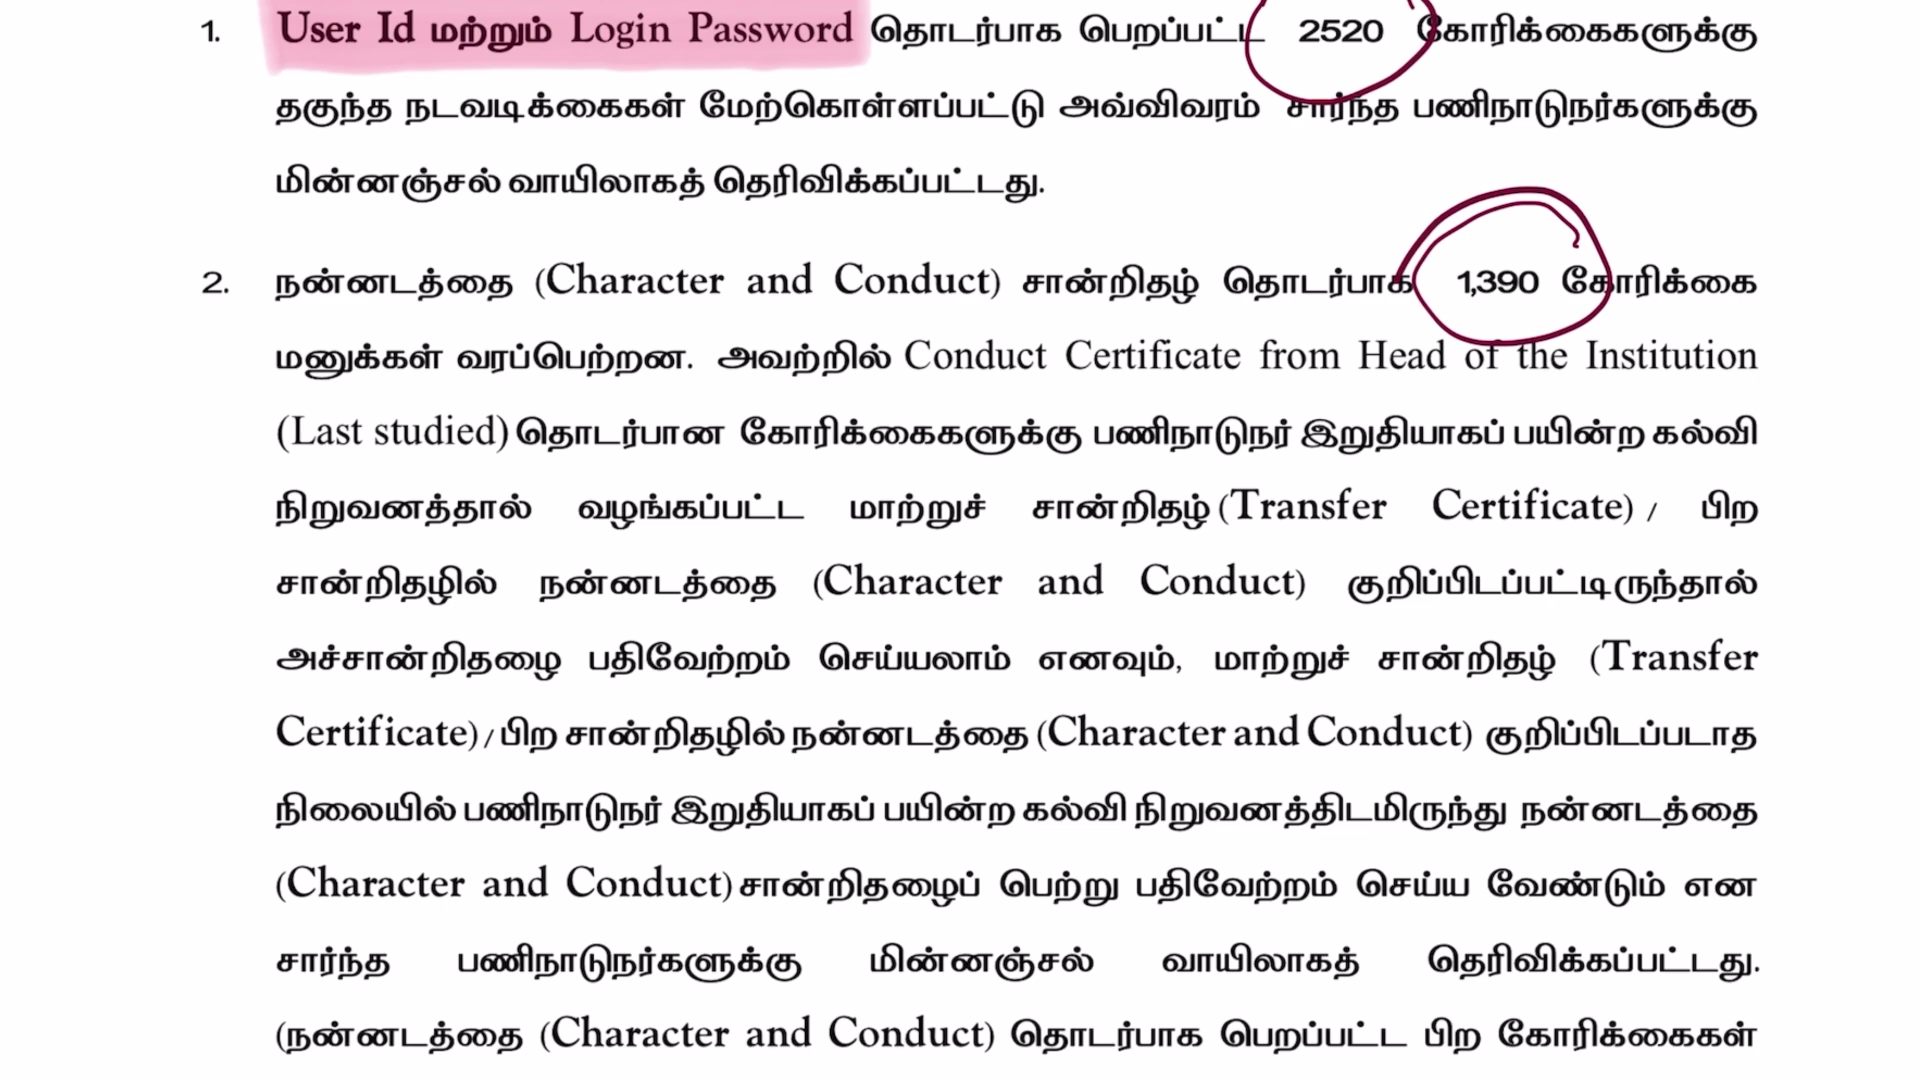 1. User Id மற்றும் Login Password தொடர்பாக பெறப்பட்ட 2520 கோரிக்கைகளுக்கு
தகுந்த நடவடிக்கைகள் மேற்கொள்ளப்பட்டு அவ்விவரம் சார்ந்த பணிநாடுநர்களுக்கு
மின்னஞ்சல் வாயிலாகத் தெரிவிக்கப்பட்டது.
2. நன்னடத்தை (Character and Conduct) சான்றிதழ் தொடர்பாக 1,390 கோரிக்கை
மனுக்கள் வரப்பெற்றன. அவற்றில் Conduct Certificate from Head of the Institution
(Last studied) தொடர்பான கோரிக்கைகளுக்கு பணிநாடுநர் இறுதியாகப் பயின்ற கல்வி
நிறுவனத்தால் வழங்கப்பட்ட மாற்றுச் சான்றிதழ் (Transfer Certificate) / பிற
சான்றிதழில் நன்னடத்தை (Character and Conduct) குறிப்பிடப்பட்டிருந்தால்
அச்சான்றிதழை பதிவேற்றம் செய்யலாம் எனவும், மாற்றுச் சான்றிதழ் (Transfer
Certificate) / பிற சான்றிதழில் நன்னடத்தை (Character and Conduct) குறிப்பிடப்படாத
நிலையில் பணிநாடுநர் இறுதியாகப் பயின்ற கல்வி நிறுவனத்திடமிருந்து நன்னடத்தை
(Character and Conduct) சான்றிதழைப் பெற்று பதிவேற்றம் செய்ய வேண்டும் என
சார்ந்த பணிநாடுநர்களுக்கு மின்னஞ்சல் வாயிலாகத் தெரிவிக்கப்பட்டது.
(நன்னடத்தை (Character and Conduct) தொடர்பாக பெறப்பட்ட பிற கோரிக்கைகள்